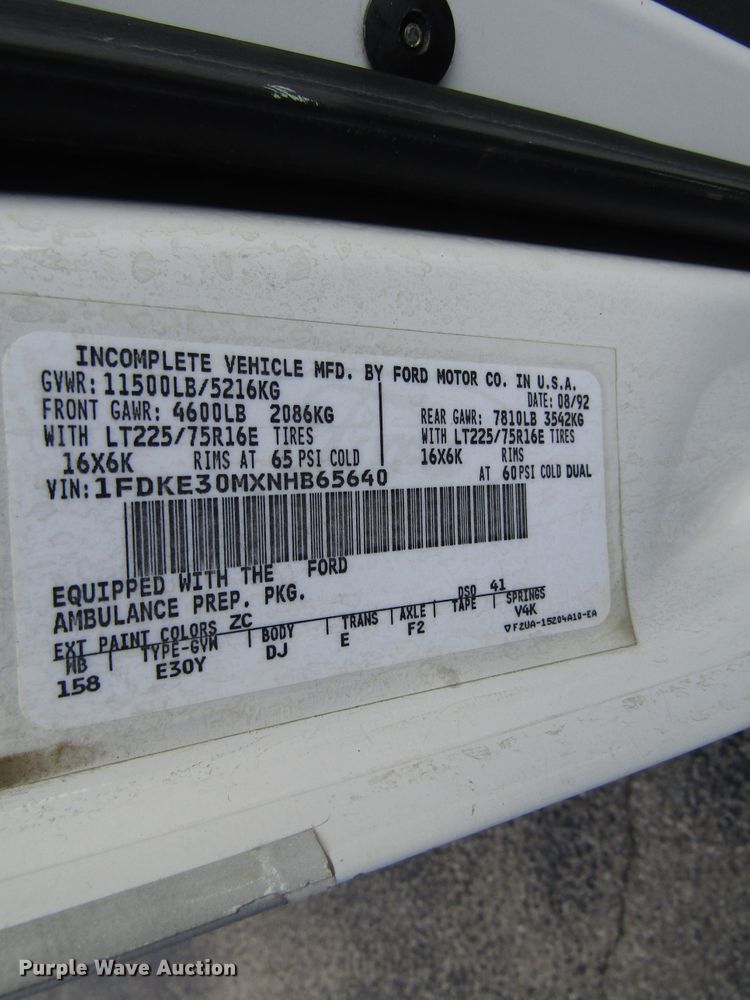 INCOMPLETE VEHICLE MFD. BY FORD MOTOR CO. IN U.S.A.
GVWR: 11500LB/5216KG
DATE: 08/92
FRONT GAWR: 4600LB 2086KG
REAR GAWR: 7810LB 3542KG
WITH LT225/75R16E TIRES
WITH LT225/75R16E TIRES
16X6K RIMS AT 65 PSI COLD
16X6K RIMS
AT 60 PSI COLD DUAL
VIN: 1FDKE30MXNHB65640
EQUIPPED WITH THE FORD
AMBULANCE PREP. PKG.
DSO 41
EXT PAINT COLORS ZC
WB TYPE-GVW BODY TRANS AXLE TAPE SPRINGS
158 E30Y DJ E F2 V4K
F2UA-15204A10-EA
Purple Wave Auction